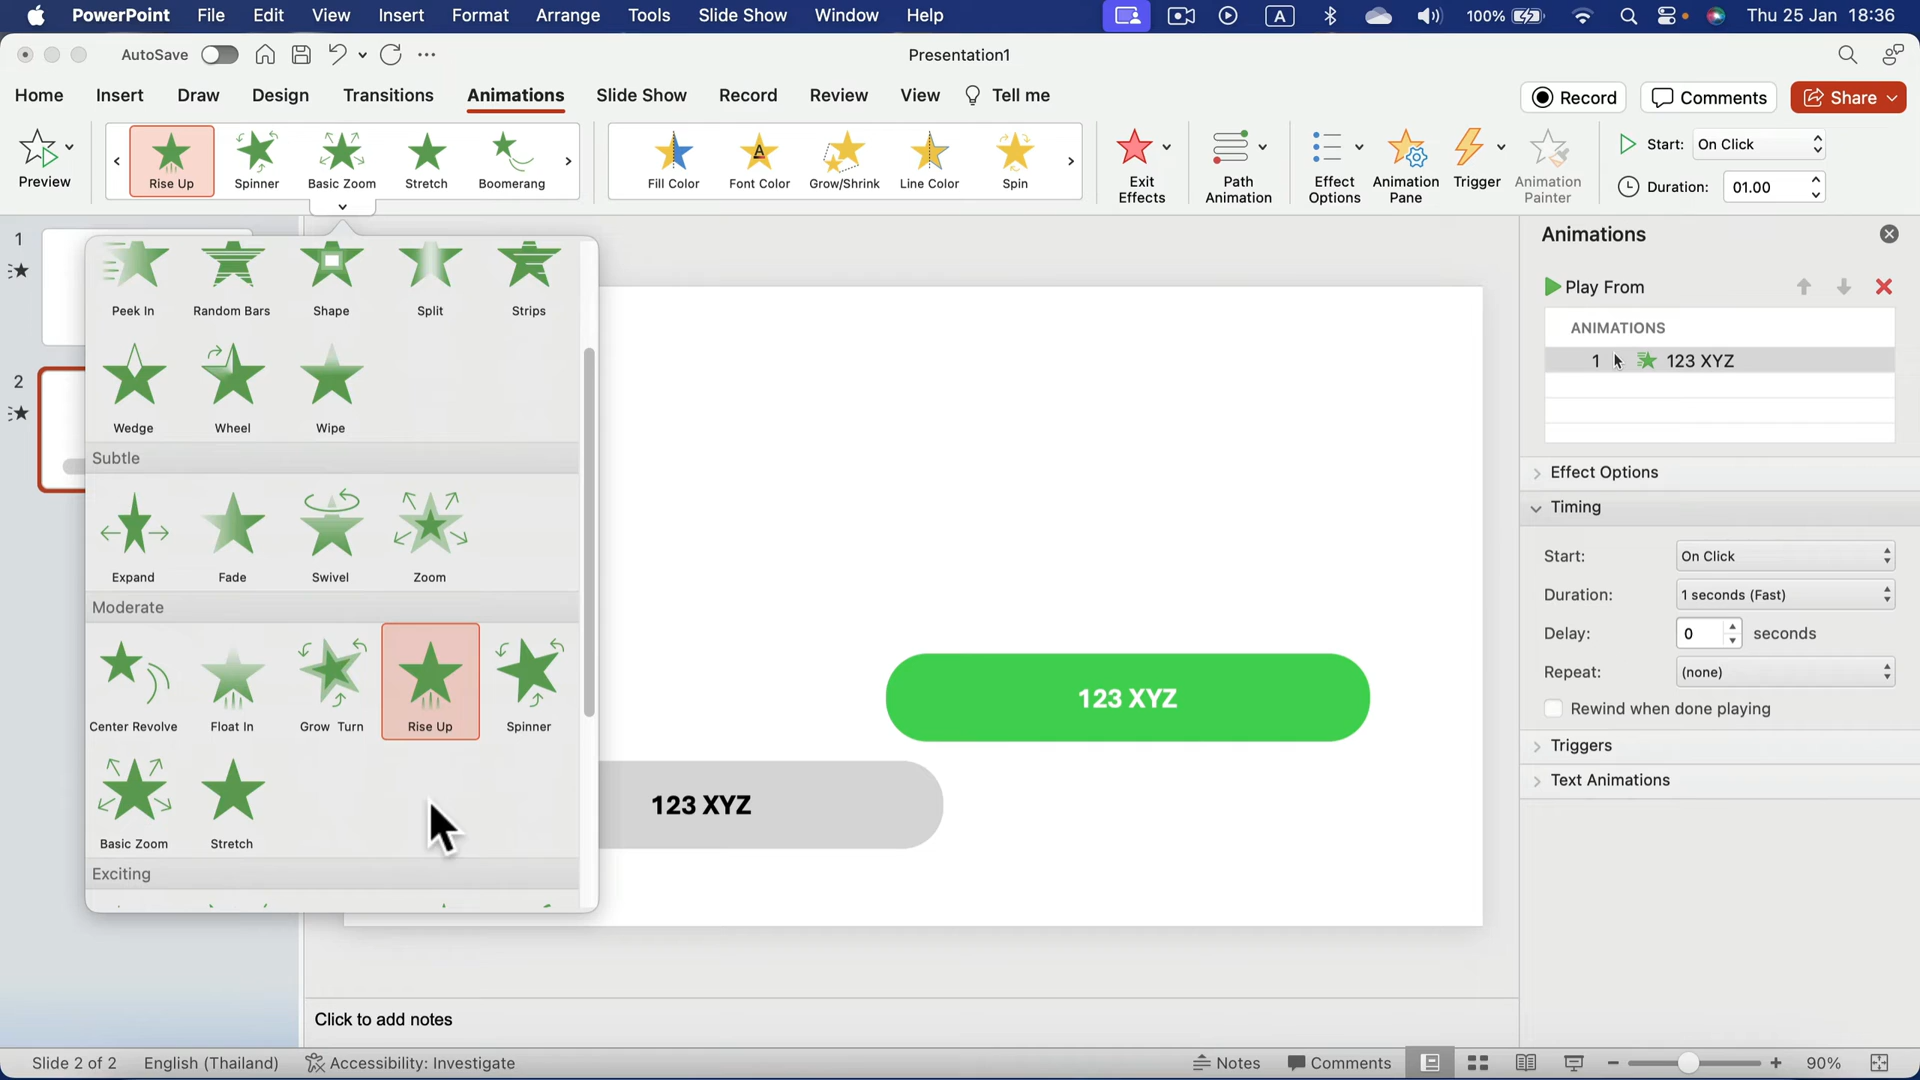 PowerPoint File Edit View Insert Format Arrange Tools Slide Show Window Help A 100% Thu 25 Jan 18:36
AutoSave Presentation1
Home Insert Draw Design Transitions Animations Slide Show Record Review View Tell me Record Comments Share
Preview Rise Up Spinner Basic Zoom Stretch Boomerang A Fill Color Font Color Grow/Shrink Line Color Spin
Exit
Effects
Path
Animation
Effect
Options
Animation
Pane
Trigger
Animation
Painter
Start: On Click
Duration: 01.00
1
2
Peek In Random Bars Shape Split Strips
Wedge Wheel Wipe
Subtle
Expand Fade Swivel Zoom
Moderate
Center Revolve Float In Grow Turn Rise Up Spinner
Basic Zoom Stretch
Exciting
123 XYZ
123 XYZ
Click to add notes
Animations
Play From
ANIMATIONS
1 123 XYZ
Effect Options
Timing
Start: On Click
Duration: 1 seconds (Fast)
Delay: 0 seconds
Repeat: (none)
Rewind when done playing
Triggers
Text Animations
Slide 2 of 2 English (Thailand) Accessibility: Investigate Notes Comments 90%